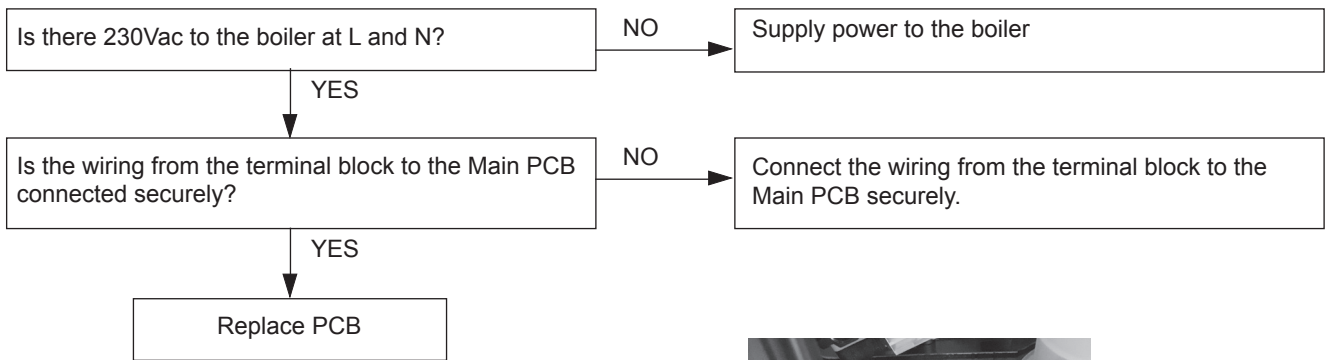 Is there 230Vac to the boiler at L and N?
NO
Supply power to the boiler
YES
Is the wiring from the terminal block to the Main PCB
connected securely?
NO
Connect the wiring from the terminal block to the
Main PCB securely.
YES
Replace PCB